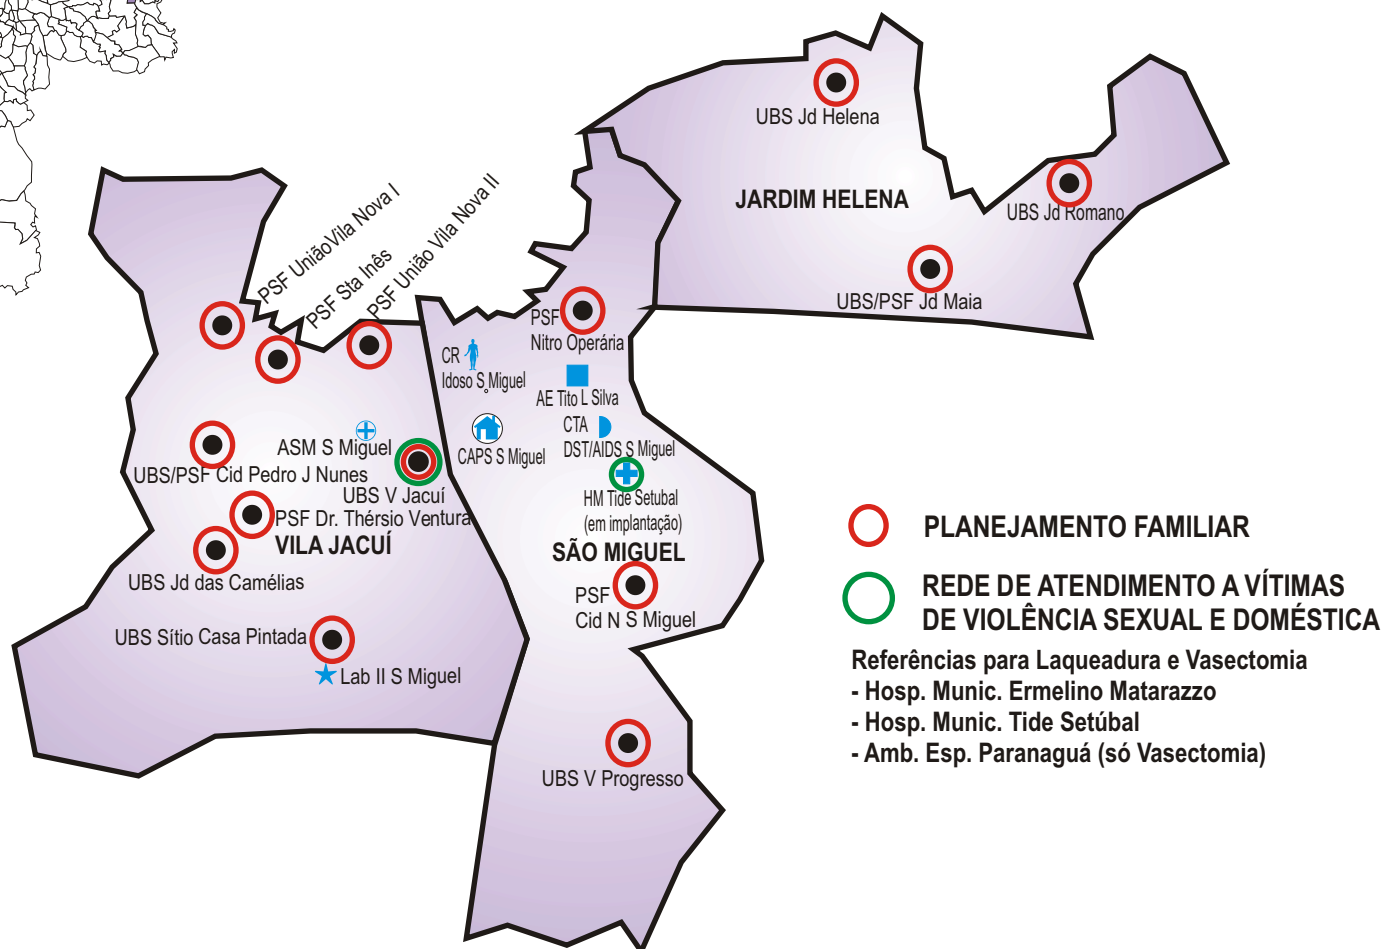 UBS Jd Helena
JARDIM HELENA
UBS Jd Romano
UBS/PSF Jd Maia
PSF UniãoVila Nova I
PSF Sta Inês
PSF União Vila Nova II
PSF
Nitro Operária
CR
Idoso S Miguel
AE Tito L Silva
CTA
DST/AIDS S Miguel
CAPS S Miguel
HM Tide Setubal
(em implantação)
SÃO MIGUEL
PSF
Cid N S Miguel
UBS V Progresso
ASM S Miguel
UBS/PSF Cid Pedro J Nunes
UBS V Jacuí
PSF Dr. Thérsio Ventura
VILA JACUÍ
UBS Jd das Camélias
UBS Sítio Casa Pintada
Lab II S Miguel
PLANEJAMENTO FAMILIAR
REDE DE ATENDIMENTO A VÍTIMAS
DE VIOLÊNCIA SEXUAL E DOMÉSTICA
Referências para Laqueadura e Vasectomia
- Hosp. Munic. Ermelino Matarazzo
- Hosp. Munic. Tide Setúbal
- Amb. Esp. Paranaguá (só Vasectomia)